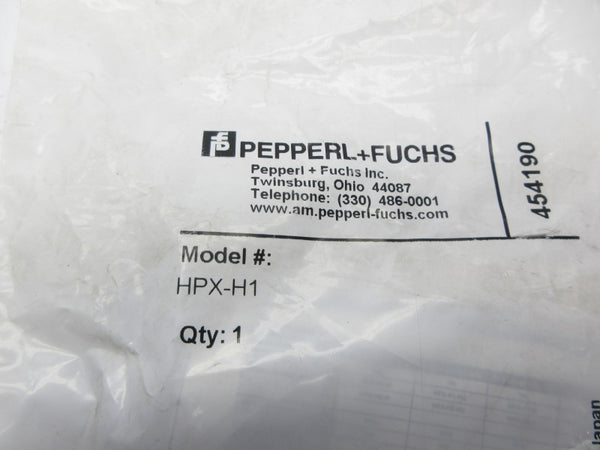 PEPPERL+FUCHS
Pepperl + Fuchs Inc.
Twinsburg, Ohio 44087
Telephone: (330) 486-0001
www.am.pepperl-fuchs.com
454190
Model #:
HPX-H1
Qty: 1
Japan